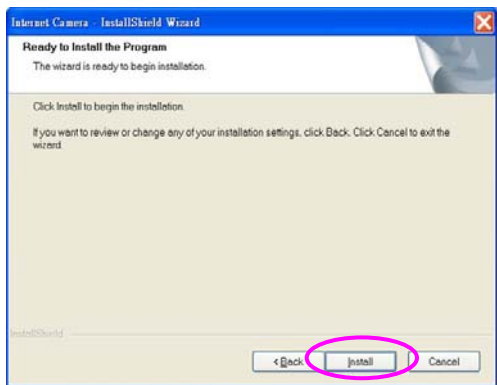 Internet Camera - InstallShield Wizard
Ready to Install the Program
The wizard is ready to begin installation.
Click Install to begin the installation.
If you want to review or change any of your installation settings, click Back. Click Cancel to exit the
wizard.
InstallShield
< Back
Install
Cancel